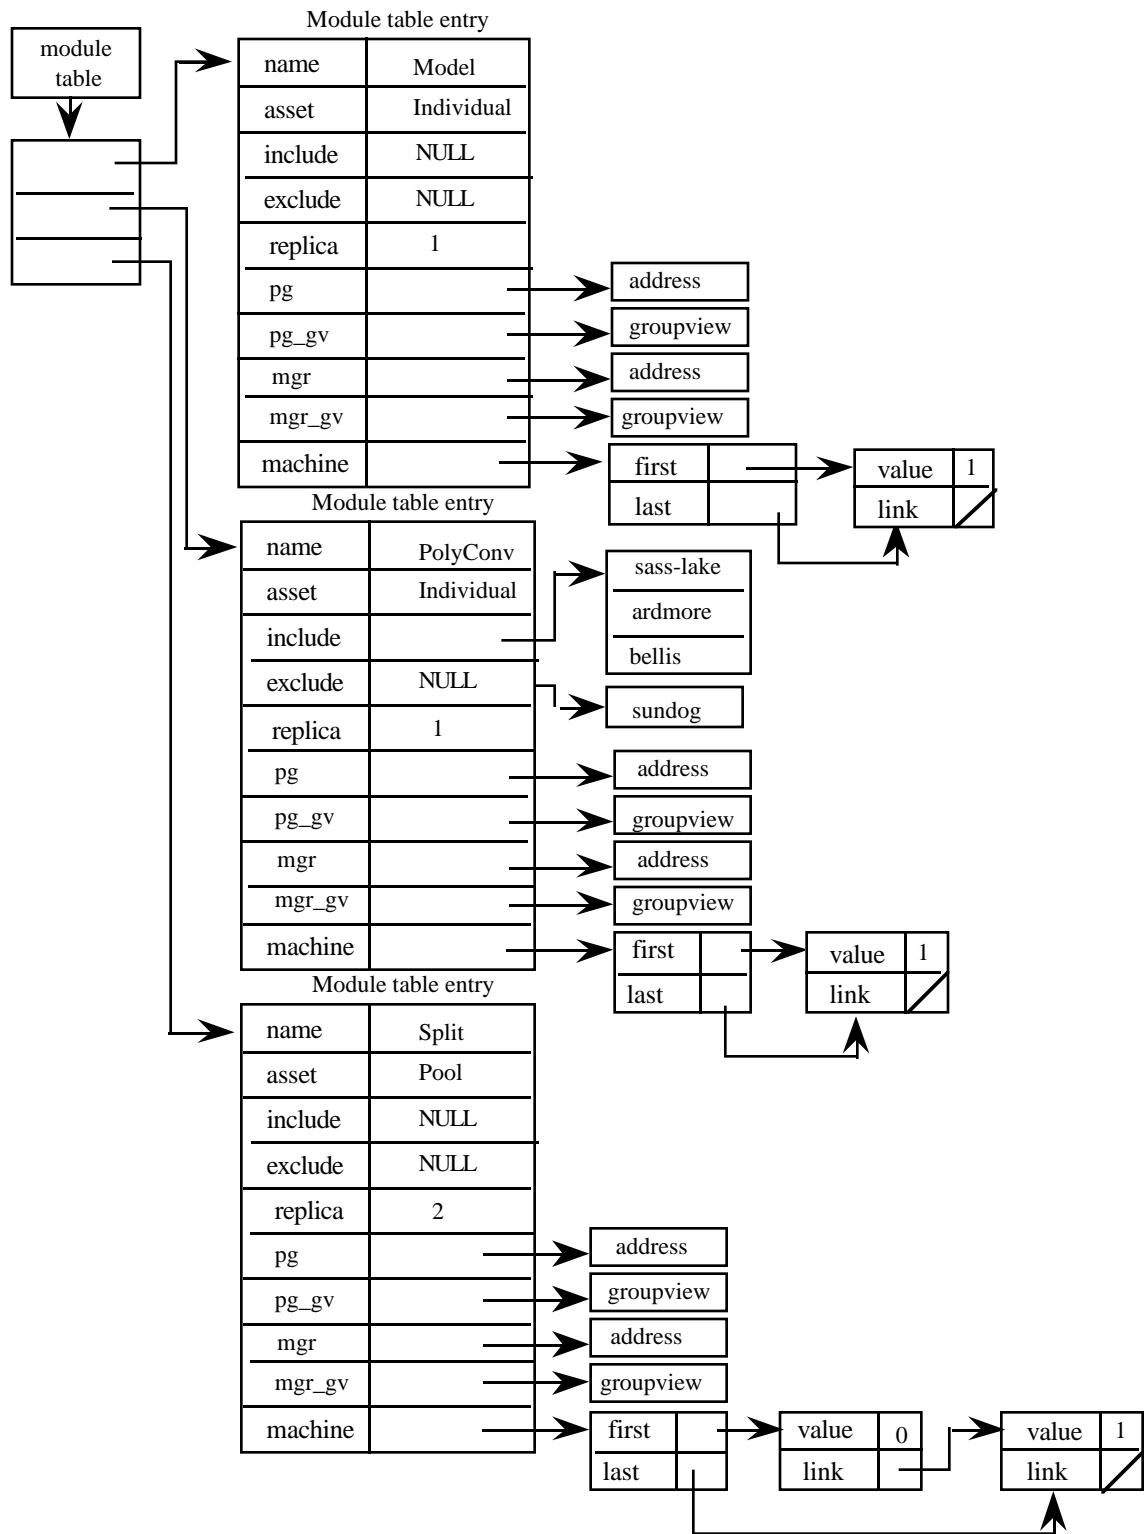 Module table entry
module
table
name Model
asset Individual
include NULL
exclude NULL
replica 1
pg address
pg_gv groupview
mgr address
mgr_gv groupview
machine first value 1
last link
Module table entry
name PolyConv
asset Individual
include
sass-lake
ardmore
bellis
exclude NULL sundog
replica 1
pg address
pg_gv groupview
mgr address
mgr_gv groupview
machine first value 1
last link
Module table entry
name Split
asset Pool
include NULL
exclude NULL
replica 2
pg address
pg_gv groupview
mgr address
mgr_gv groupview
machine first value 0 value 1
last link link